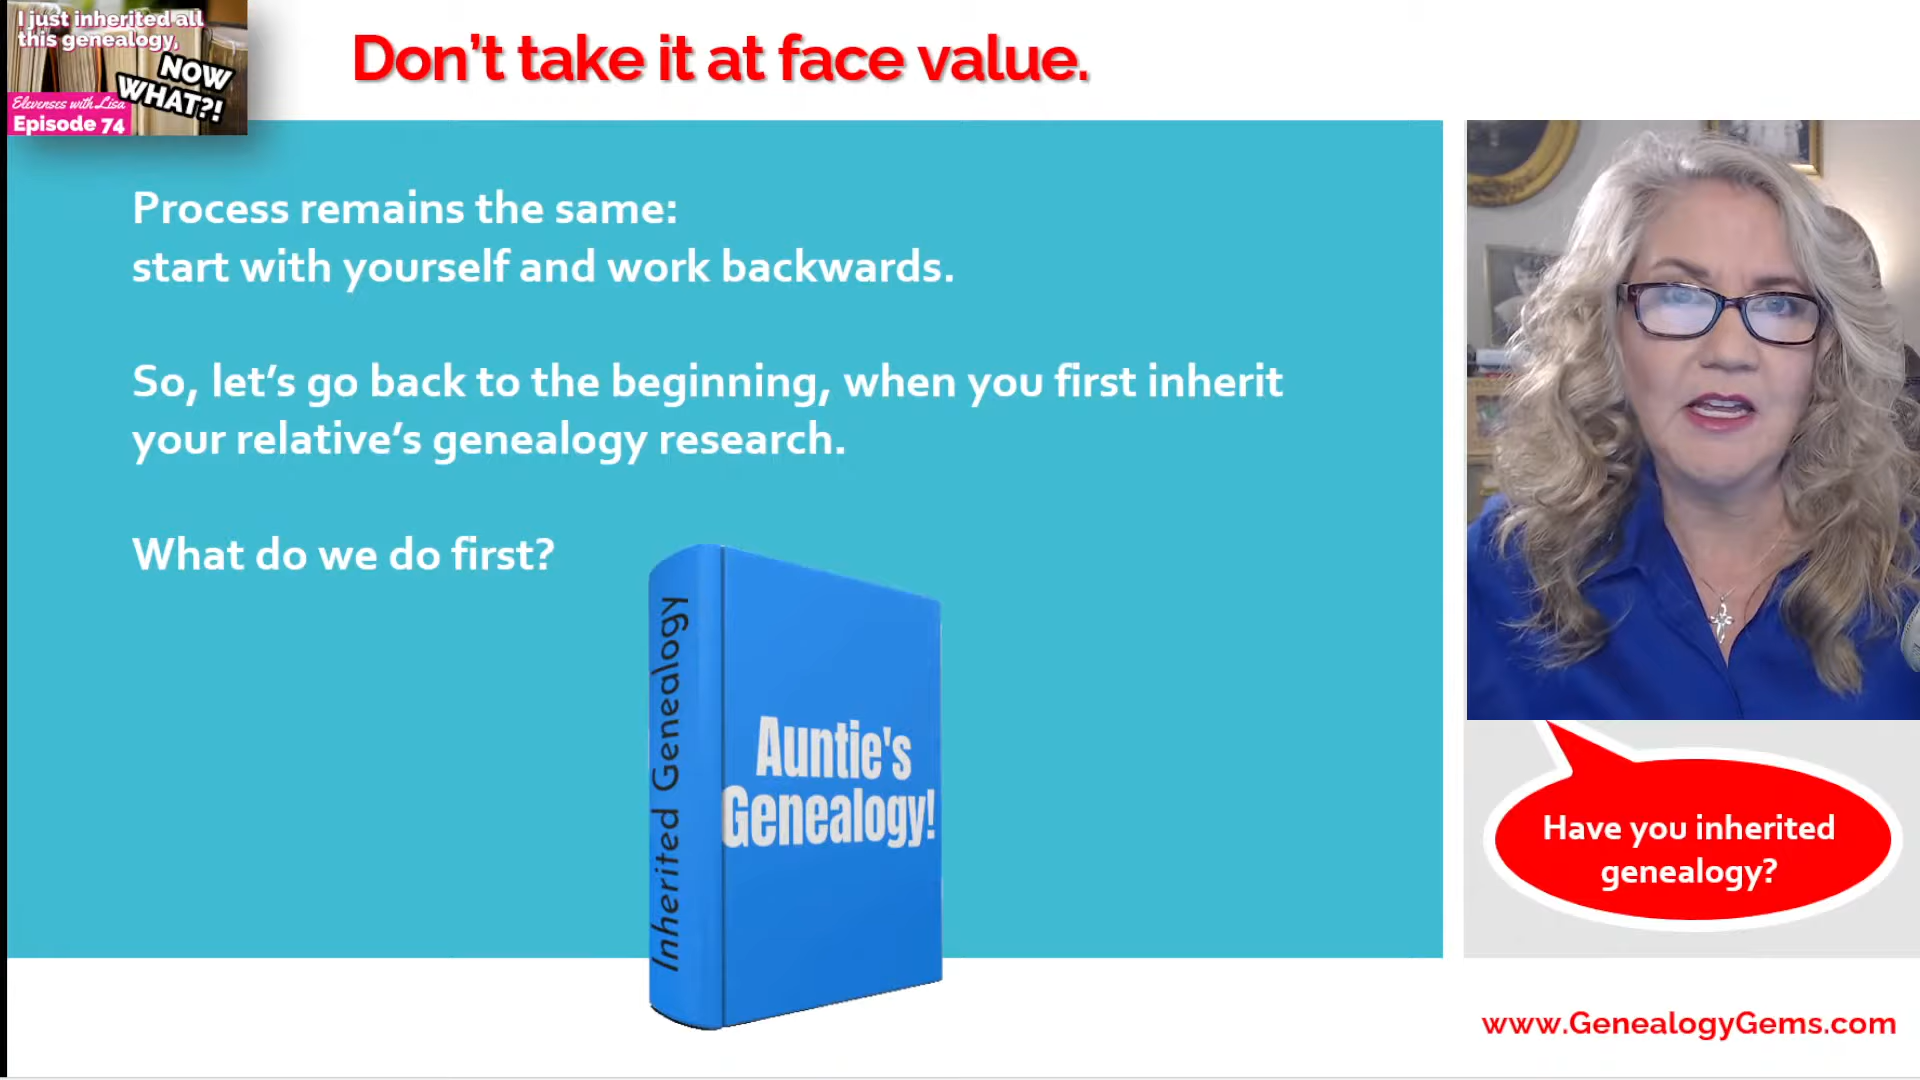 I just inherited all
this genealogy,
NOW
WHAT?!
Elevenses with Lisa
Episode 74
Don't take it at face value.
Process remains the same:
start with yourself and work backwards.
So, let's go back to the beginning, when you first inherit
your relative's genealogy research.
What do we do first?
Inherited Genealogy
Auntie's
Genealogy!
Have you inherited
genealogy?
www.GenealogyGems.com